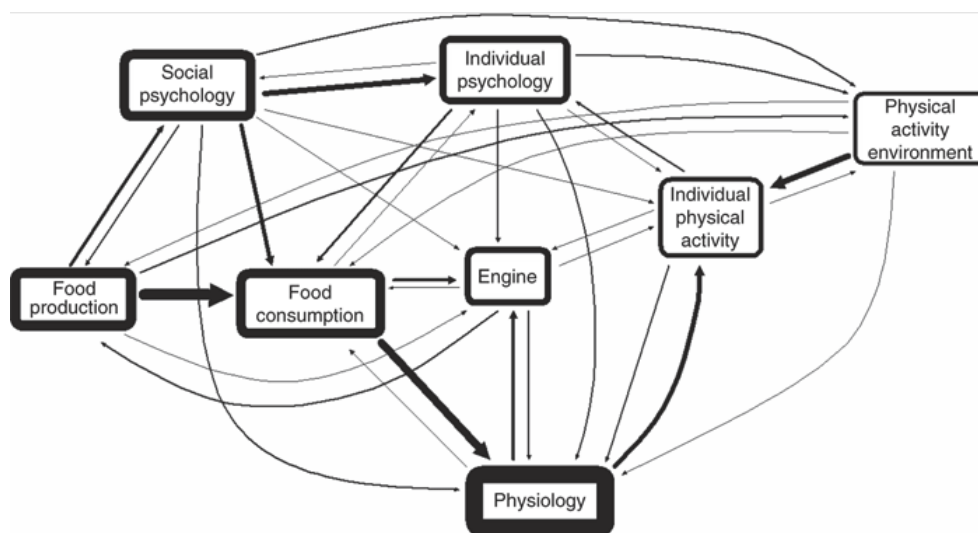 Social
psychology
Individual
psychology
Physical
activity
environment
Individual
physical
activity
Food
production
Food
consumption
Engine
Physiology